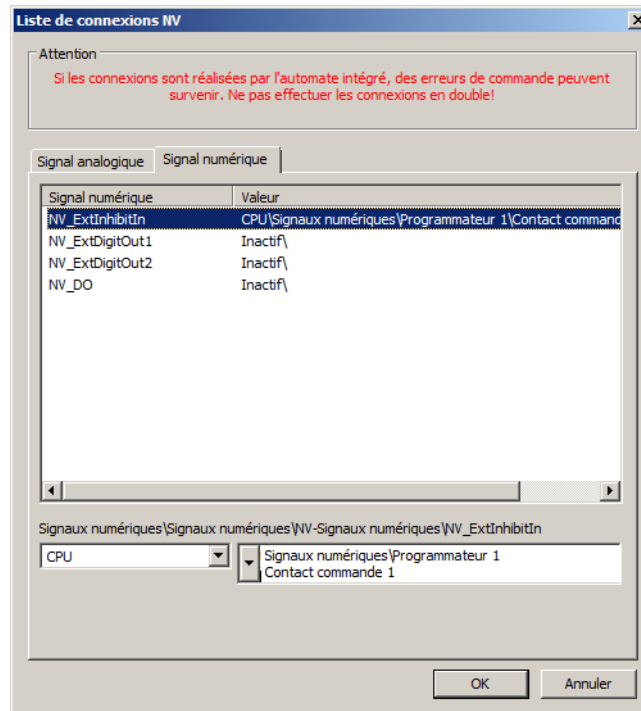 Liste de connexions NV
Attention
Si les connexions sont réalisées par l'automate intégré, des erreurs de commande peuvent
survenir. Ne pas effectuer les connexions en double!
Signal analogique Signal numérique
Signal numérique Valeur
NV_ExtInhibitIn CPU\Signaux numériques\Programmateur 1\Contact command
NV_ExtDigitOut1 Inactif\
NV_ExtDigitOut2 Inactif\
NV_DO Inactif\
Signaux numériques\Signaux numériques\NV-Signaux numériques\NV_ExtInhibitIn
CPU Signaux numériques\Programmateur 1
Contact commande 1
OK Annuler